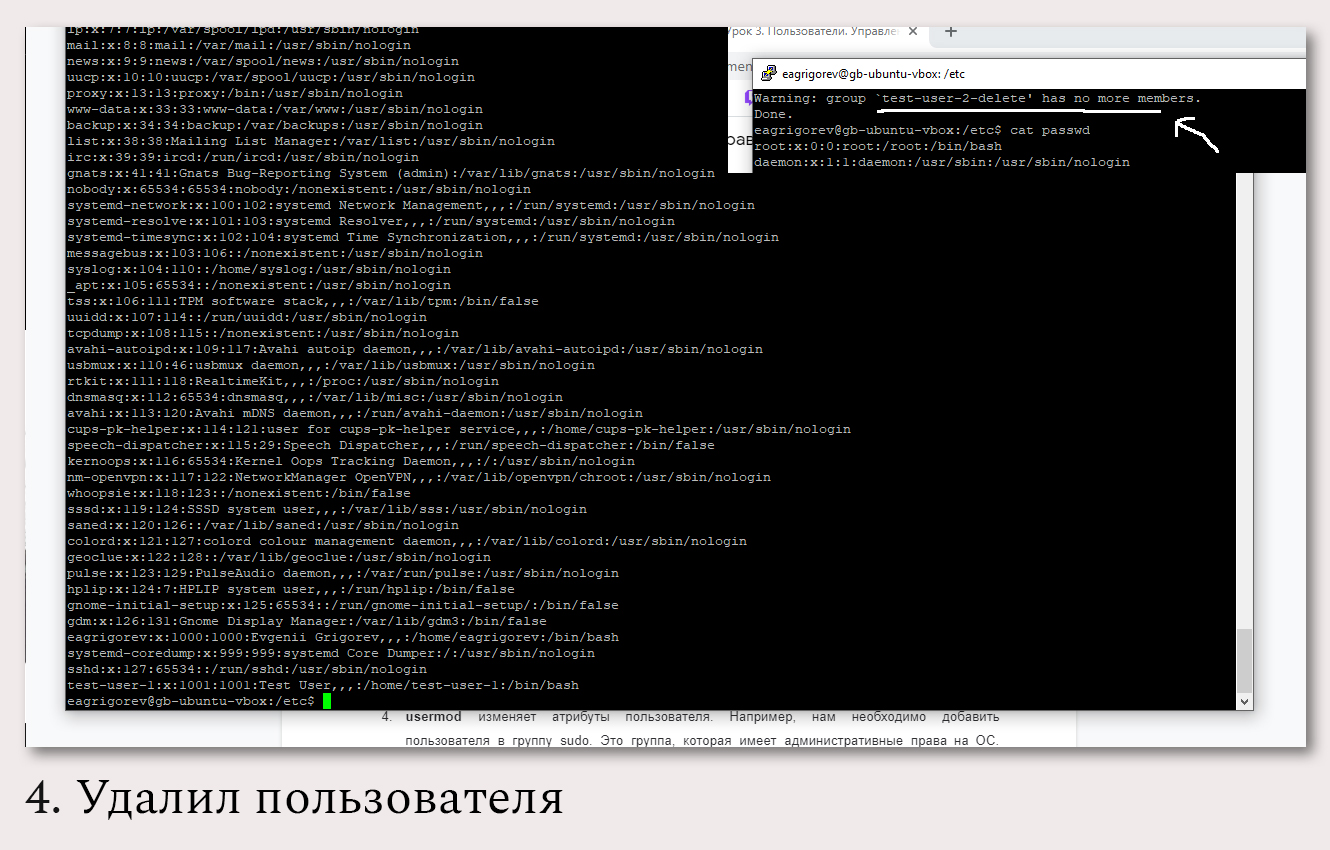 lp:x:7:7:lp:/var/spool/lpd:/usr/sbin/nologin
mail:x:8:8:mail:/var/mail:/usr/sbin/nologin
news:x:9:9:news:/var/spool/news:/usr/sbin/nologin
uucp:x:10:10:uucp:/var/spool/uucp:/usr/sbin/nologin
proxy:x:13:13:proxy:/bin:/usr/sbin/nologin
www-data:x:33:33:www-data:/var/www:/usr/sbin/nologin
backup:x:34:34:backup:/var/backups:/usr/sbin/nologin
list:x:38:38:Mailing List Manager:/var/list:/usr/sbin/nologin
irc:x:39:39:ircd:/run/ircd:/usr/sbin/nologin
gnats:x:41:41:Gnats Bug-Reporting System (admin):/var/lib/gnats:/usr/sbin/nologin
nobody:x:65534:65534:nobody:/nonexistent:/usr/sbin/nologin
systemd-network:x:100:102:systemd Network Management,,,:/run/systemd:/usr/sbin/nologin
systemd-resolve:x:101:103:systemd Resolver,,,:/run/systemd:/usr/sbin/nologin
systemd-timesync:x:102:104:systemd Time Synchronization,,,:/run/systemd:/usr/sbin/nologin
messagebus:x:103:106::/nonexistent:/usr/sbin/nologin
syslog:x:104:110::/home/syslog:/usr/sbin/nologin
_apt:x:105:65534::/nonexistent:/usr/sbin/nologin
tss:x:106:111:TPM software stack,,,:/var/lib/tpm:/bin/false
uuidd:x:107:114::/run/uuidd:/usr/sbin/nologin
tcpdump:x:108:115::/nonexistent:/usr/sbin/nologin
avahi-autoipd:x:109:117:Avahi autoip daemon,,,:/var/lib/avahi-autoipd:/usr/sbin/nologin
usbmux:x:110:46:usbmux daemon,,,:/var/lib/usbmux:/usr/sbin/nologin
rtkit:x:111:118:RealtimeKit,,,:/proc:/usr/sbin/nologin
dnsmasq:x:112:65534:dnsmasq,,,:/var/lib/misc:/usr/sbin/nologin
avahi:x:113:120:Avahi mDNS daemon,,,:/run/avahi-daemon:/usr/sbin/nologin
cups-pk-helper:x:114:121:user for cups-pk-helper service,,,:/home/cups-pk-helper:/usr/sbin/nologin
speech-dispatcher:x:115:29:Speech Dispatcher,,,:/run/speech-dispatcher:/bin/false
kernoops:x:116:65534:Kernel Oops Tracking Daemon,,,:/:/usr/sbin/nologin
nm-openvpn:x:117:122:NetworkManager OpenVPN,,,:/var/lib/openvpn/chroot:/usr/sbin/nologin
whoopsie:x:118:123::/nonexistent:/bin/false
sssd:x:119:124:SSSD system user,,,:/var/lib/sss:/usr/sbin/nologin
saned:x:120:126::/var/lib/saned:/usr/sbin/nologin
colord:x:121:127:colord colour management daemon,,,:/var/lib/colord:/usr/sbin/nologin
geoclue:x:122:128::/var/lib/geoclue:/usr/sbin/nologin
pulse:x:123:129:PulseAudio daemon,,,:/var/run/pulse:/usr/sbin/nologin
hplip:x:124:7:HPLIP system user,,,:/run/hplip:/bin/false
gnome-initial-setup:x:125:65534::/run/gnome-initial-setup/:/bin/false
gdm:x:126:131:Gnome Display Manager:/var/lib/gdm3:/bin/false
eagrigorev:x:1000:1000:Evgenii Grigorev,,,:/home/eagrigorev:/bin/bash
systemd-coredump:x:999:999:systemd Core Dumper:/:/usr/sbin/nologin
sshd:x:127:65534::/run/sshd:/usr/sbin/nologin
test-user-1:x:1001:1001:Test User,,,:/home/test-user-1:/bin/bash
eagrigorev@gb-ubuntu-vbox:/etc$
3. Пользователи.
eagrigorev@gb-ubuntu-vbox: /etc
Warning: group `test-user-2-delete' has no more members.
Done.
eagrigorev@gb-ubuntu-vbox:/etc$ cat passwd
root:x:0:0:root:/root:/bin/bash
daemon:x:1:1:daemon:/usr/sbin:/usr/sbin/nologin
4. usermod изменяет атрибуты пользователя. Например, нам необходимо добавить
пользователя в группу sudo. Это группа, которая имеет административные права на ОС.
4. Удалил пользователя